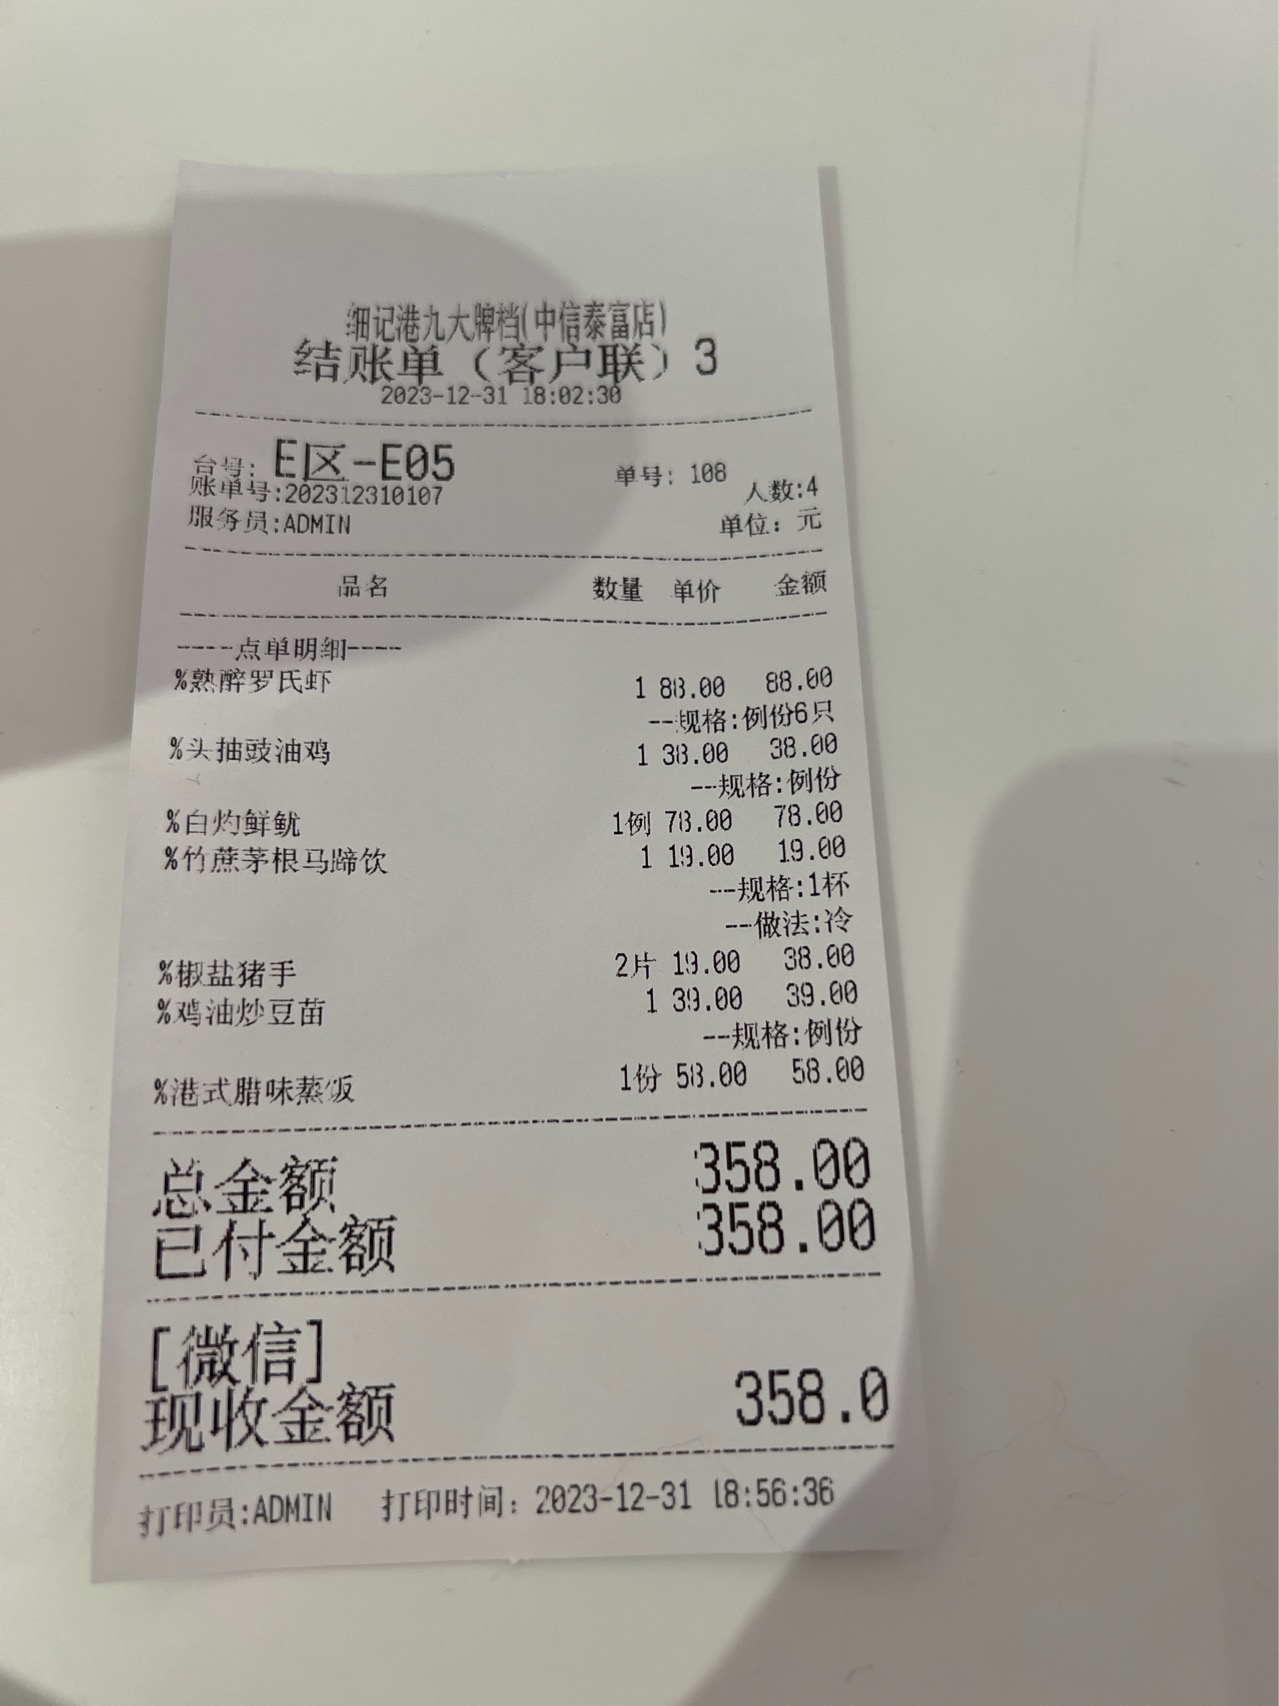 细记港九大牌档(中信泰富店)
结账单（客户联）3
2023-12-31 18:02:30
台号: E区-E05 单号: 108
账单号:202312310107 人数:4
服务员:ADMIN 单位: 元
品名 数量 单价 金额
----点单明细----
%熟醉罗氏虾 1 88.00 88.00
--规格:例份6只
%头抽豉油鸡 1 38.00 38.00
---规格:例份
%白灼鲜鱿 1例 78.00 78.00
%竹蔗茅根马蹄饮 1 19.00 19.00
---规格:1杯
--做法:冷
%椒盐猪手 2片 19.00 38.00
%鸡油炒豆苗 1 39.00 39.00
--规格:例份
%港式腊味蒸饭 1份 58.00 58.00
总金额 358.00
已付金额 358.00
[微信]
现收金额 358.0
打印员:ADMIN 打印时间: 2023-12-31 18:56:36